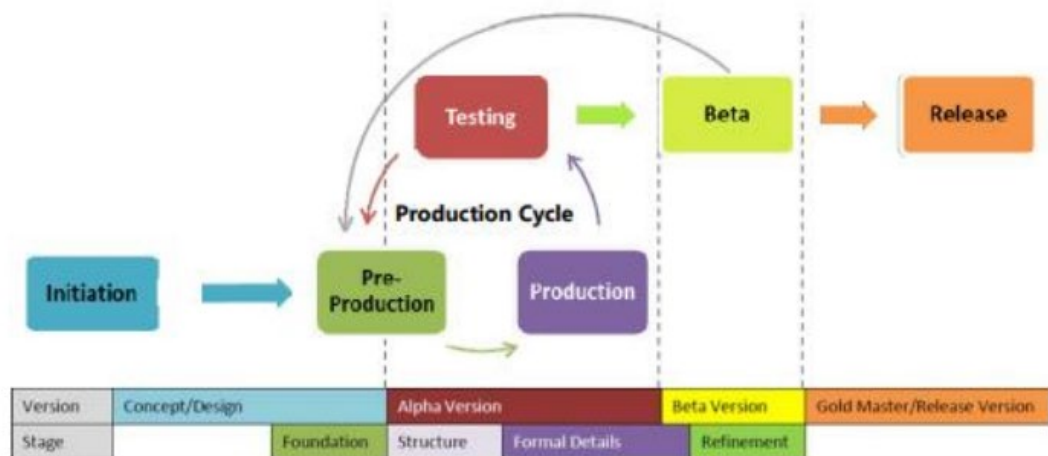 Testing
Beta
Release
Production Cycle
Initiation
Pre-
Production
Production
Version
Concept/Design
Alpha Version
Beta Version
Gold Master/Release Version
Stage
Foundation
Structure
Formal Details
Refinement